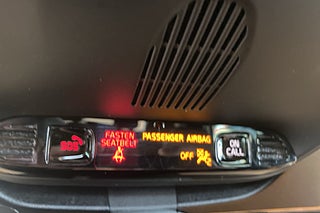 SOS
FASTEN
SEATBELT
PASSENGER AIRBAG
OFF
ON
CALL